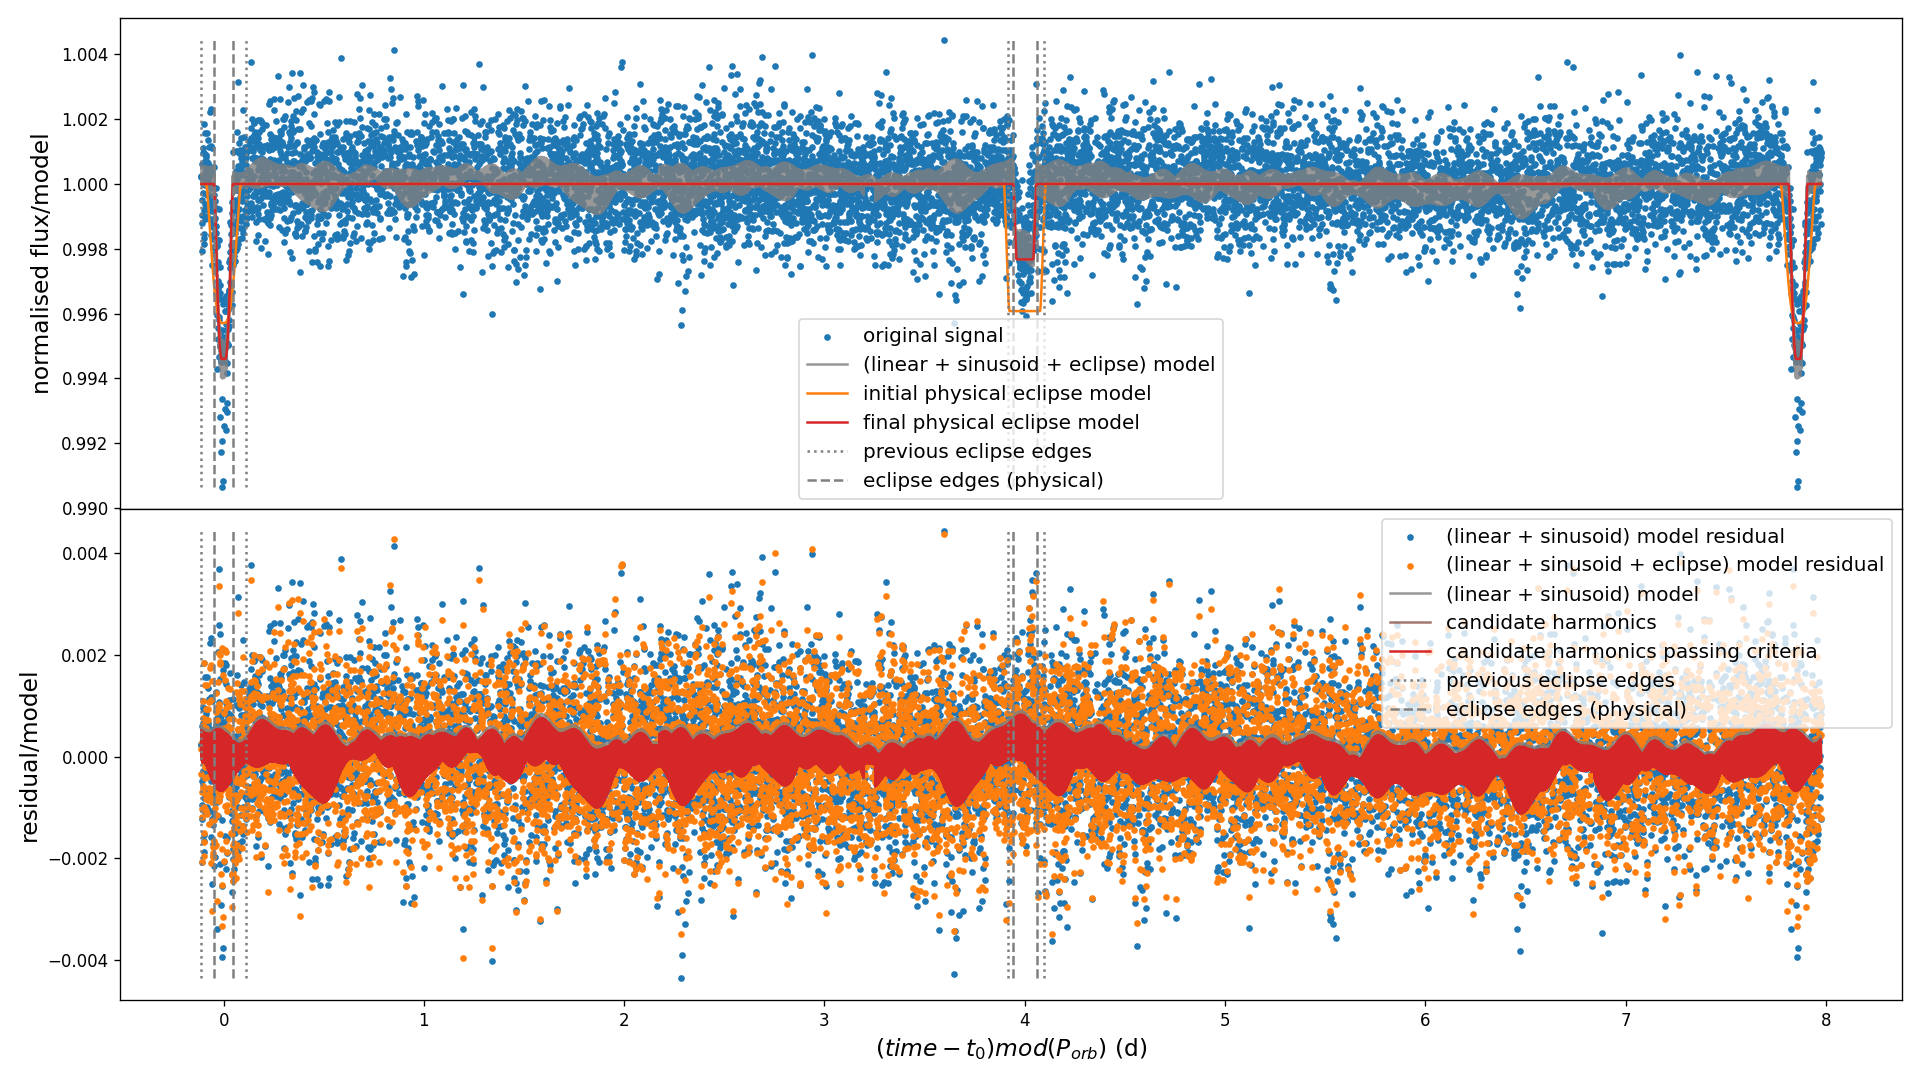 normalised flux/model
1.004
1.002
1.000
0.998
0.996
0.994
0.992
0.990
original signal
(linear + sinusoid + eclipse) model
initial physical eclipse model
final physical eclipse model
previous eclipse edges
eclipse edges (physical)
residual/model
0.004
0.002
0.000
−0.002
−0.004
(linear + sinusoid) model residual
(linear + sinusoid + eclipse) model residual
(linear + sinusoid) model
candidate harmonics
candidate harmonics passing criteria
previous eclipse edges
eclipse edges (physical)
0 1 2 3 4 5 6 7 8
(time − t₀)mod(Pₒᵣb) (d)